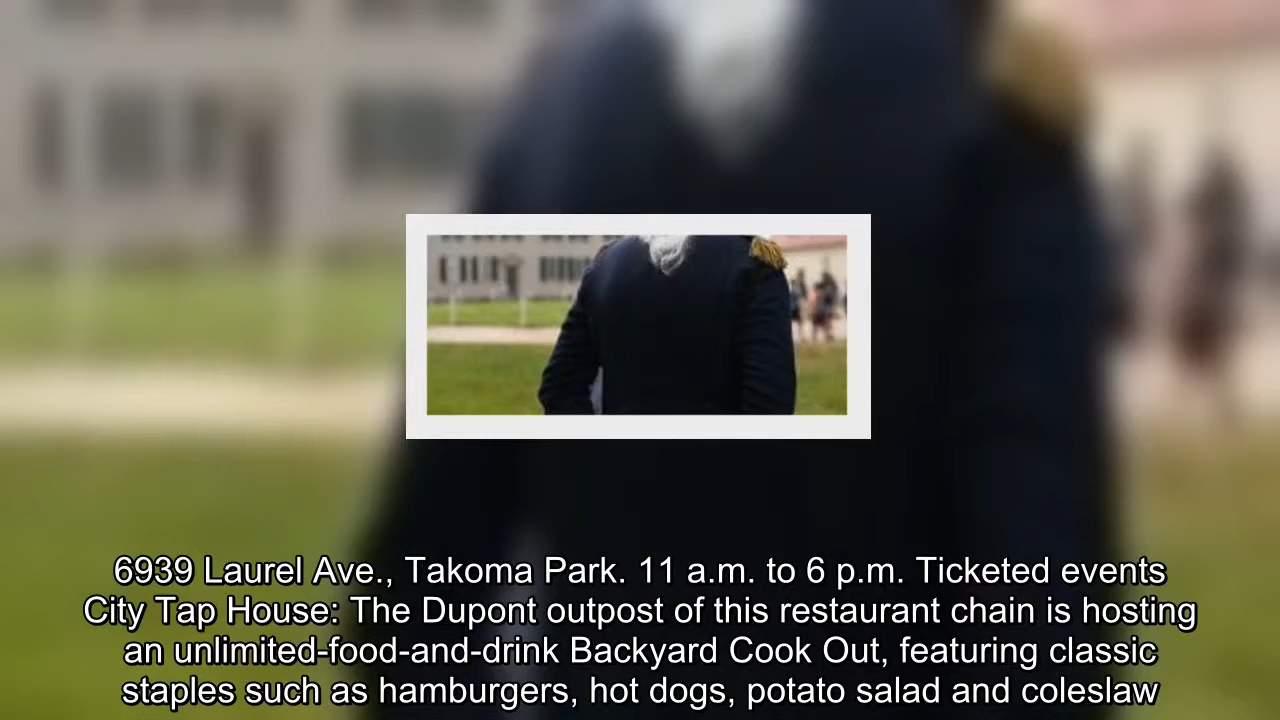 6939 Laurel Ave., Takoma Park. 11 a.m. to 6 p.m. Ticketed events
City Tap House: The Dupont outpost of this restaurant chain is hosting
an unlimited-food-and-drink Backyard Cook Out, featuring classic
staples such as hamburgers, hot dogs, potato salad and coleslaw